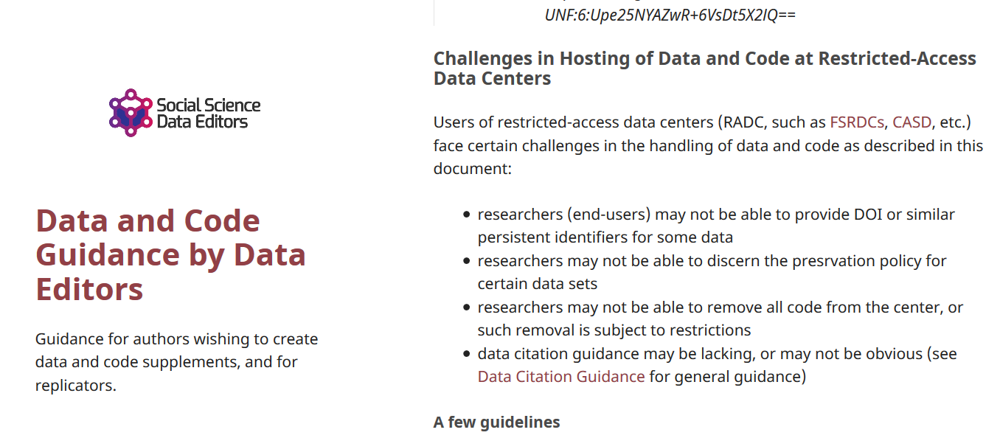 Social Science
Data Editors
Data and Code
Guidance by Data
Editors
Guidance for authors wishing to create
data and code supplements, and for
replicators.
UNF:6:Upe25NYAZwR+6VsDt5X2IQ==
Challenges in Hosting of Data and Code at Restricted-Access
Data Centers
Users of restricted-access data centers (RADC, such as FSRDCs, CASD, etc.)
face certain challenges in the handling of data and code as described in this
document:
researchers (end-users) may not be able to provide DOI or similar
persistent identifiers for some data
researchers may not be able to discern the presrvation policy for
certain data sets
researchers may not be able to remove all code from the center, or
such removal is subject to restrictions
data citation guidance may be lacking, or may not be obvious (see
Data Citation Guidance for general guidance)
A few guidelines